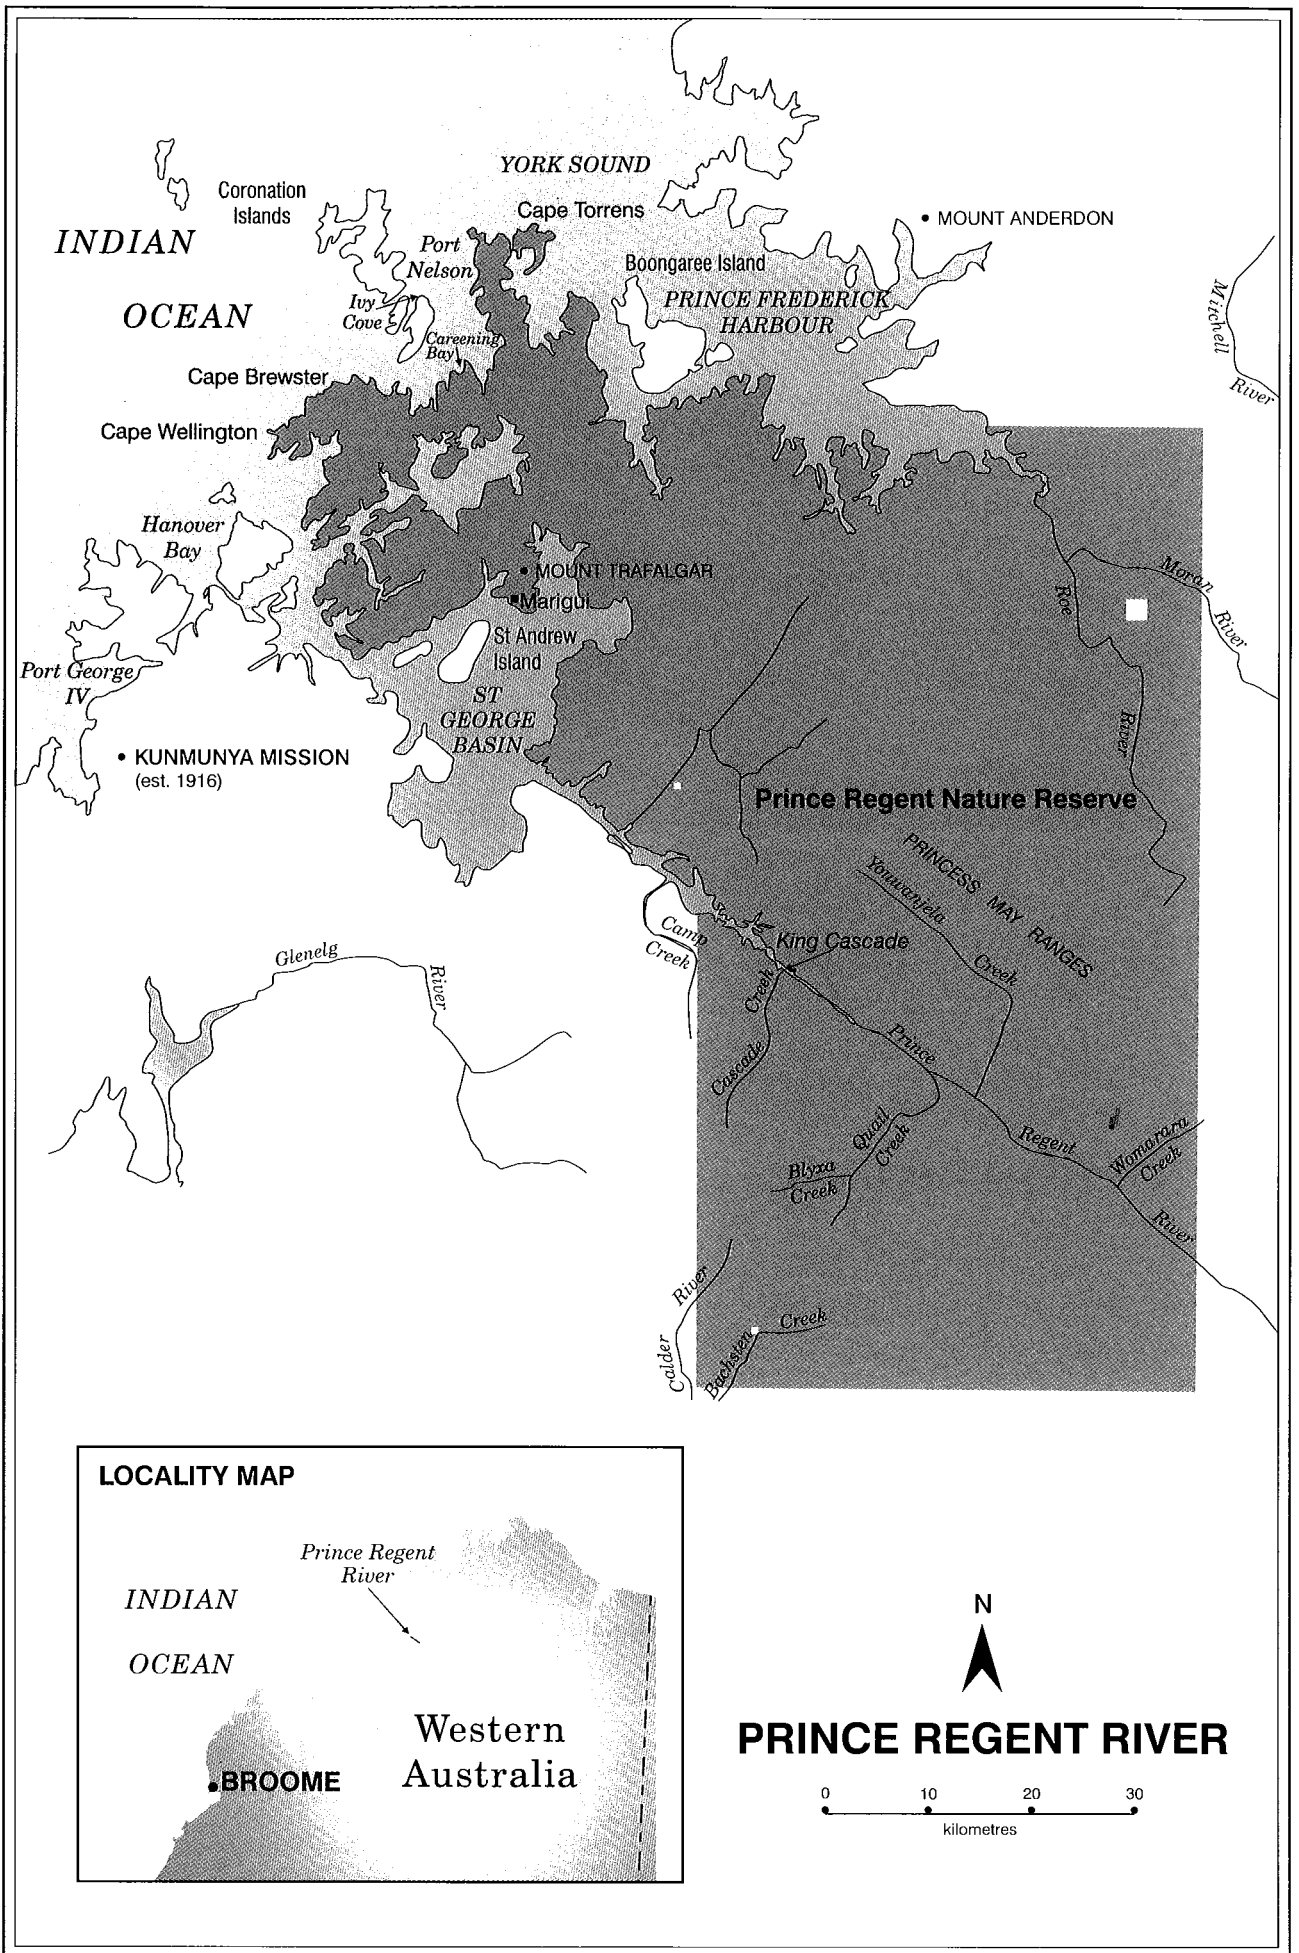 YORK SOUND
Coronation
Islands
Cape Torrens
MOUNT ANDERDON
INDIAN
OCEAN
Port
Nelson
Boongaree Island
Ivy
Cove
PRINCE FREDERICK
HARBOUR
Mitchell
River
Careening
Bay
Cape Brewster
Cape Wellington
Hanover
Bay
MOUNT TRAFALGAR
Marigui
Moran
River
Roe
River
St Andrew
Island
Port George
IV
ST
GEORGE
BASIN
KUNMUNYA MISSION
(est. 1916)
Prince Regent Nature Reserve
PRINCESS MAY RANGES
Youwanjela
Creek
Camp
Creek
King Cascade
Glenelg
River
Cascade
Creek
Prince
Regent
River
Quail
Creek
Blyxa
Creek
Womarara
Creek
Calder
River
Bachsten
Creek
LOCALITY MAP
Prince Regent
River
INDIAN
OCEAN
Western
Australia
BROOME
N
PRINCE REGENT RIVER
0 10 20 30
kilometres